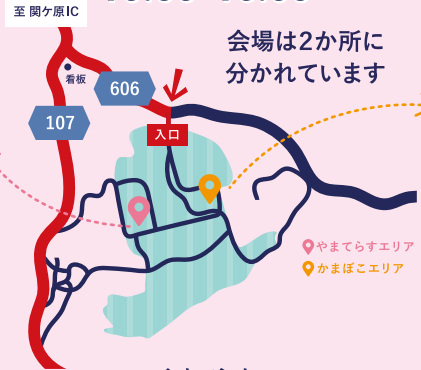 至 関ケ原IC
会場は2か所に
分かれています
看板
606
107
入口
やまてらすエリア
かまぼこエリア